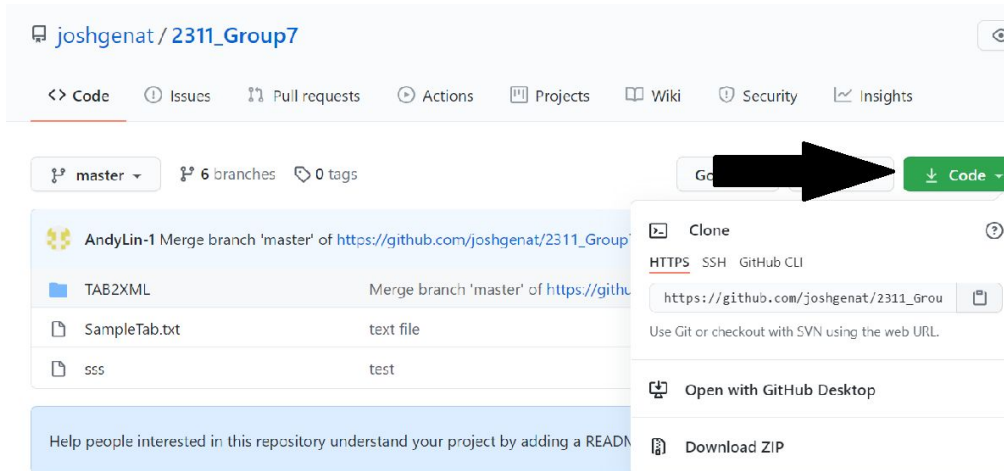 joshgenat / 2311_Group7
<> Code Issues Pull requests Actions Projects Wiki Security Insights
master 6 branches 0 tags Code
AndyLin-1 Merge branch 'master' of https://github.com/joshgenat/2311_Group7
Clone
HTTPS SSH GitHub CLI
TAB2XML Merge branch 'master' of https://githu
https://github.com/joshgenat/2311_Grou
SampleTab.txt text file
Use Git or checkout with SVN using the web URL.
sss test
Open with GitHub Desktop
Help people interested in this repository understand your project by adding a READM
Download ZIP